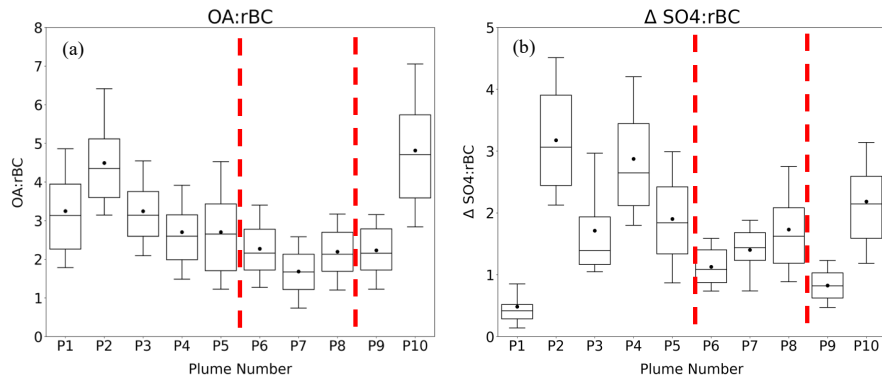 OA:rBC
(a)
OA:rBC
8
7
6
5
4
3
2
1
0
P1 P2 P3 P4 P5 P6 P7 P8 P9 P10
Plume Number
Δ SO4:rBC
(b)
Δ SO4:rBC
5
4
3
2
1
0
P1 P2 P3 P4 P5 P6 P7 P8 P9 P10
Plume Number